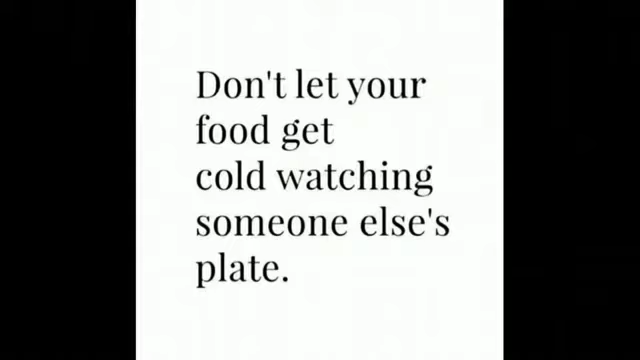 Don't let your
food get
cold watching
someone else's
plate.